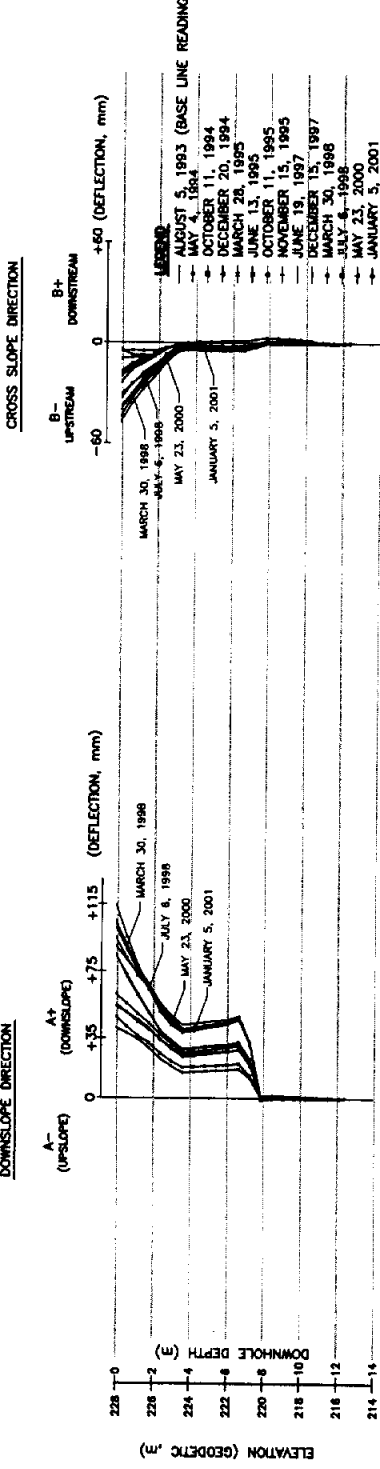 DOWNSLOPE DIRECTION
A-
(UPSLOPE)
A+
(DOWNSLOPE)
0
+35
+75
+115
(DEFLECTION, mm)
MARCH 30, 1998
JULY 6, 1998
MAY 23, 2000
JANUARY 5, 2001
ELEVATION (GEODETIC ,m)
DOWNHOLE DEPTH (m)
228 0
226 2
224 4
222 6
220 8
218 10
216 12
214 14
CROSS SLOPE DIRECTION
B-
UPSTREAM
B+
DOWNSTREAM
-60
0
+60
(DEFLECTION, mm)
MARCH 30, 1998
JULY 6, 1998
MAY 23, 2000
JANUARY 5, 2001
LEGEND
AUGUST 5, 1993 (BASE LINE READING
MAY 4, 1994
OCTOBER 11, 1994
DECEMBER 20, 1994
MARCH 28, 1995
JUNE 13, 1995
OCTOBER 11, 1995
NOVEMBER 15, 1995
JUNE 19, 1997
DECEMBER 15, 1997
MARCH 30, 1998
JULY 6, 1998
MAY 23, 2000
JANUARY 5, 2001